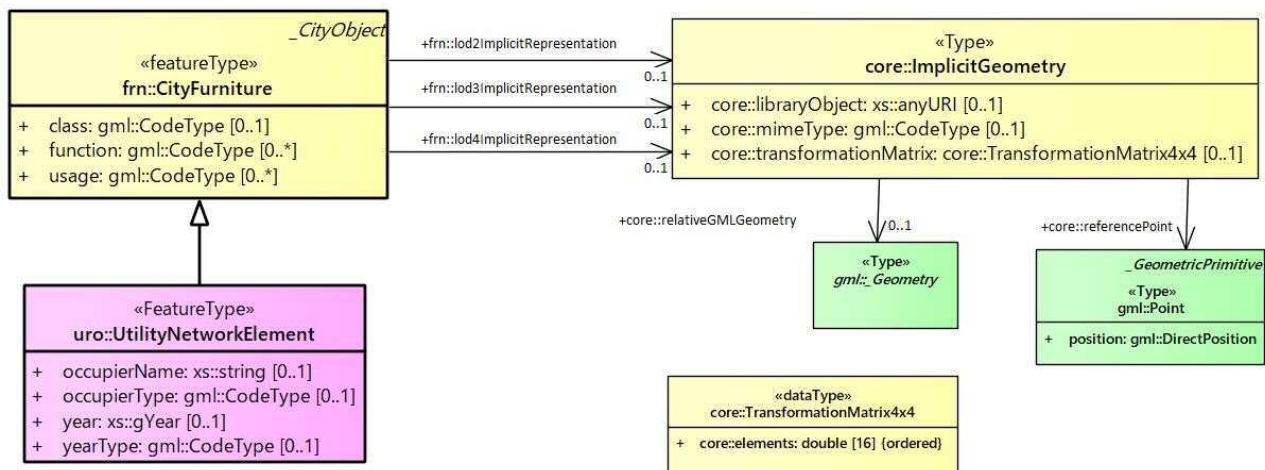 _CityObject
«featureType»
frn::CityFurniture
+ class: gml::CodeType [0..1]
+ function: gml::CodeType [0..*]
+ usage: gml::CodeType [0..*]
+frn::lod2ImplicitRepresentation
0..1
+frn::lod3ImplicitRepresentation
0..1
+frn::lod4ImplicitRepresentation
0..1
«Type»
core::ImplicitGeometry
+ core::libraryObject: xs::anyURI [0..1]
+ core::mimeType: gml::CodeType [0..1]
+ core::transformationMatrix: core::TransformationMatrix4x4 [0..1]
+core::relativeGMLGeometry
0..1
+core::referencePoint
«Type»
gml::_Geometry
_GeometricPrimitive
«Type»
gml::Point
+ position: gml::DirectPosition
«FeatureType»
uro::UtilityNetworkElement
+ occupierName: xs::string [0..1]
+ occupierType: gml::CodeType [0..1]
+ year: xs::gYear [0..1]
+ yearType: gml::CodeType [0..1]
«dataType»
core::TransformationMatrix4x4
+ core::elements: double [16] {ordered}